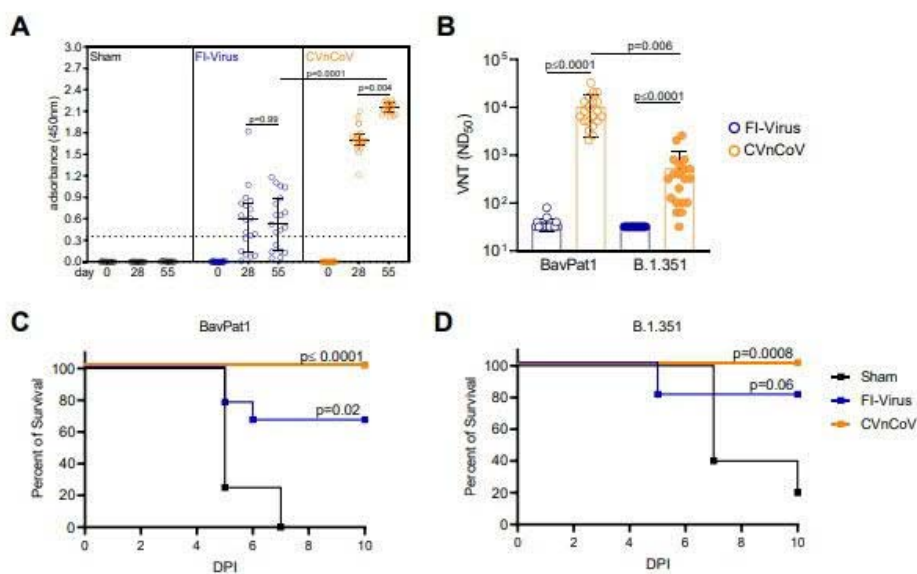 A
adsorbance (450nm)
3.0
2.7
2.4
2.1
1.8
1.5
1.2
0.9
0.6
0.3
0.0
Sham
FI-Virus
CVnCoV
p=0.0001
p=0.004
p=0.99
day 0 28 55 0 28 55 0 28 55
B
VNT (ND50)
10^5
10^4
10^3
10^2
10^1
p=0.006
p≤0.0001
p≤0.0001
BavPat1 B.1.351
FI-Virus
CVnCoV
C
BavPat1
Percent of Survival
100
80
60
40
20
0
p≤ 0.0001
p=0.02
0 2 4 6 8 10
DPI
D
B.1.351
Percent of Survival
100
80
60
40
20
0
p=0.0008
p=0.06
0 2 4 6 8 10
DPI
Sham
FI-Virus
CVnCoV